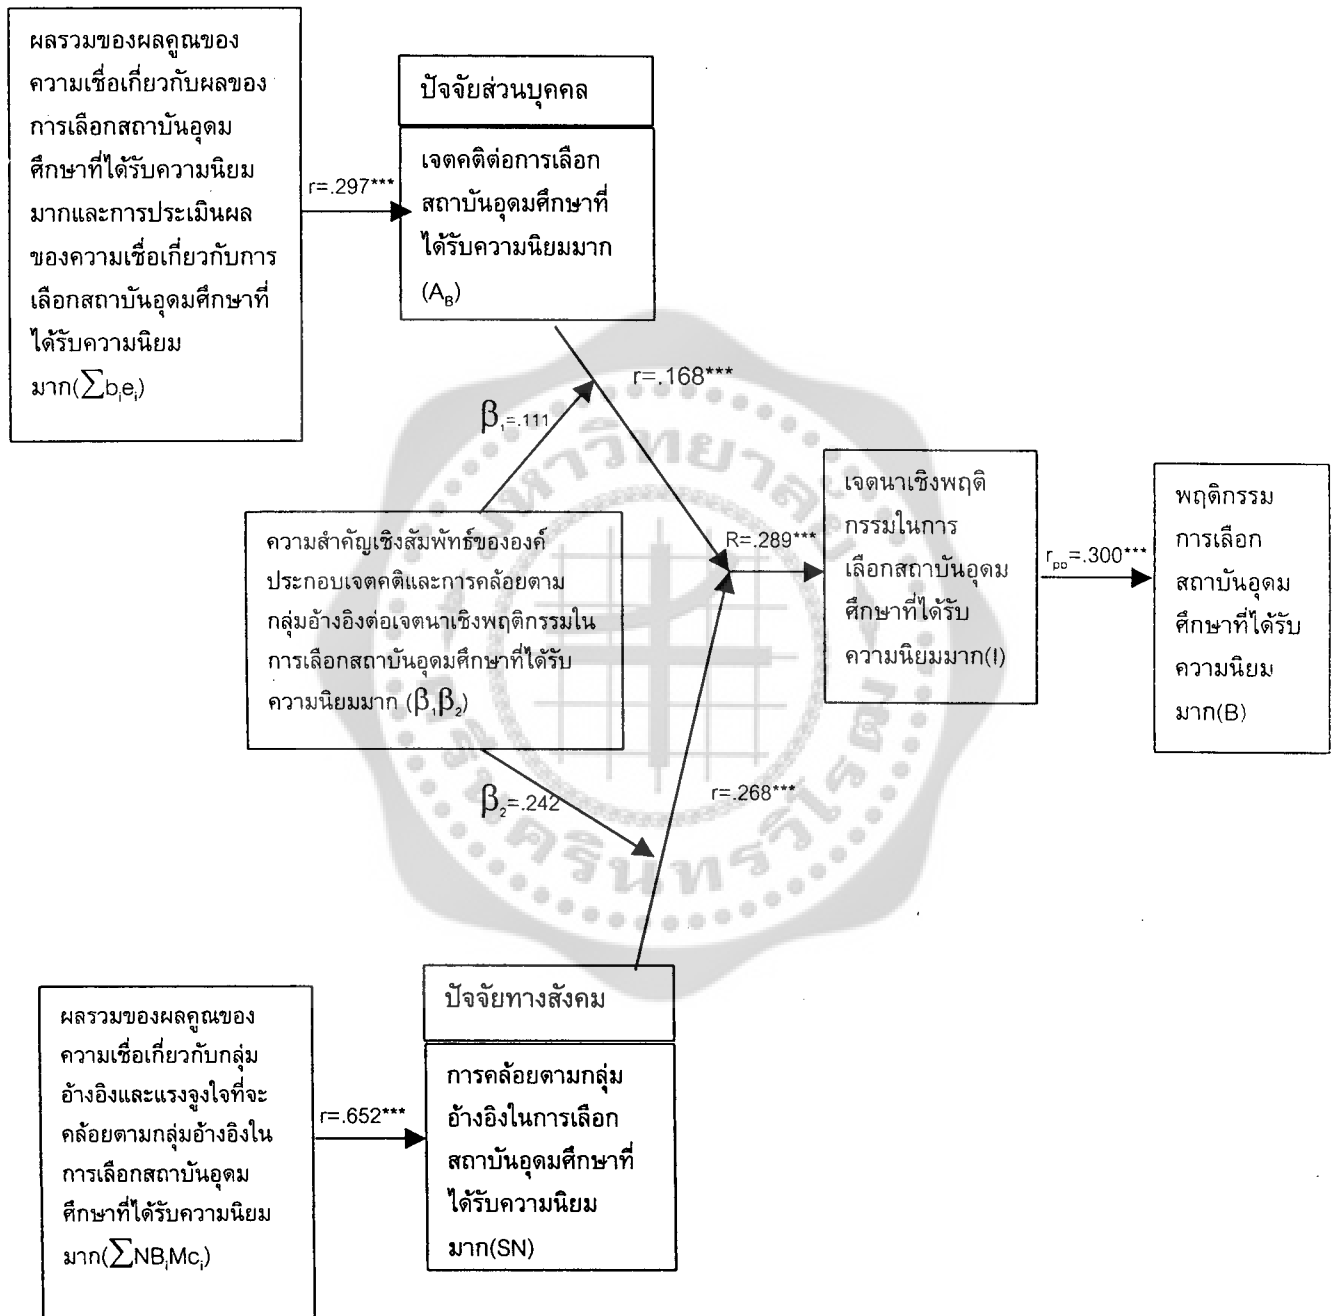 ผลรวมของผลคูณของ
ความเชื่อเกี่ยวกับผลของ
การเลือกสถาบันอุดม
ศึกษาที่ได้รับความนิยม
มากและการประเมินผล
ของความเชื่อเกี่ยวกับการ
เลือกสถาบันอุดมศึกษาที่
ได้รับความนิยม
มาก(∑bᵢeᵢ)
r=.297***
ปัจจัยส่วนบุคคล
เจตคติต่อการเลือก
สถาบันอุดมศึกษาที่
ได้รับความนิยมมาก
(A_B)
r=.168***
β₁=.111
ความสำคัญเชิงสัมพัทธ์ขององค์
ประกอบเจตคติและการคล้อยตาม
กลุ่มอ้างอิงต่อเจตนาเชิงพฤติกรรมใน
การเลือกสถาบันอุดมศึกษาที่ได้รับ
ความนิยมมาก (β₁β₂)
β₂=.242
R=.289***
r=.268***
เจตนาเชิงพฤติ
กรรมในการ
เลือกสถาบันอุดม
ศึกษาที่ได้รับ
ความนิยมมาก(I)
r_pb=.300***
พฤติกรรม
การเลือก
สถาบันอุดม
ศึกษาที่ได้รับ
ความนิยม
มาก(B)
ผลรวมของผลคูณของ
ความเชื่อเกี่ยวกับกลุ่ม
อ้างอิงและแรงจูงใจที่จะ
คล้อยตามกลุ่มอ้างอิงใน
การเลือกสถาบันอุดม
ศึกษาที่ได้รับความนิยม
มาก(∑NBᵢMcᵢ)
r=.652***
ปัจจัยทางสังคม
การคล้อยตามกลุ่ม
อ้างอิงในการเลือก
สถาบันอุดมศึกษาที่
ได้รับความนิยม
มาก(SN)
มหาวิทยาลัย
ศรีนครินทรวิโรฒ